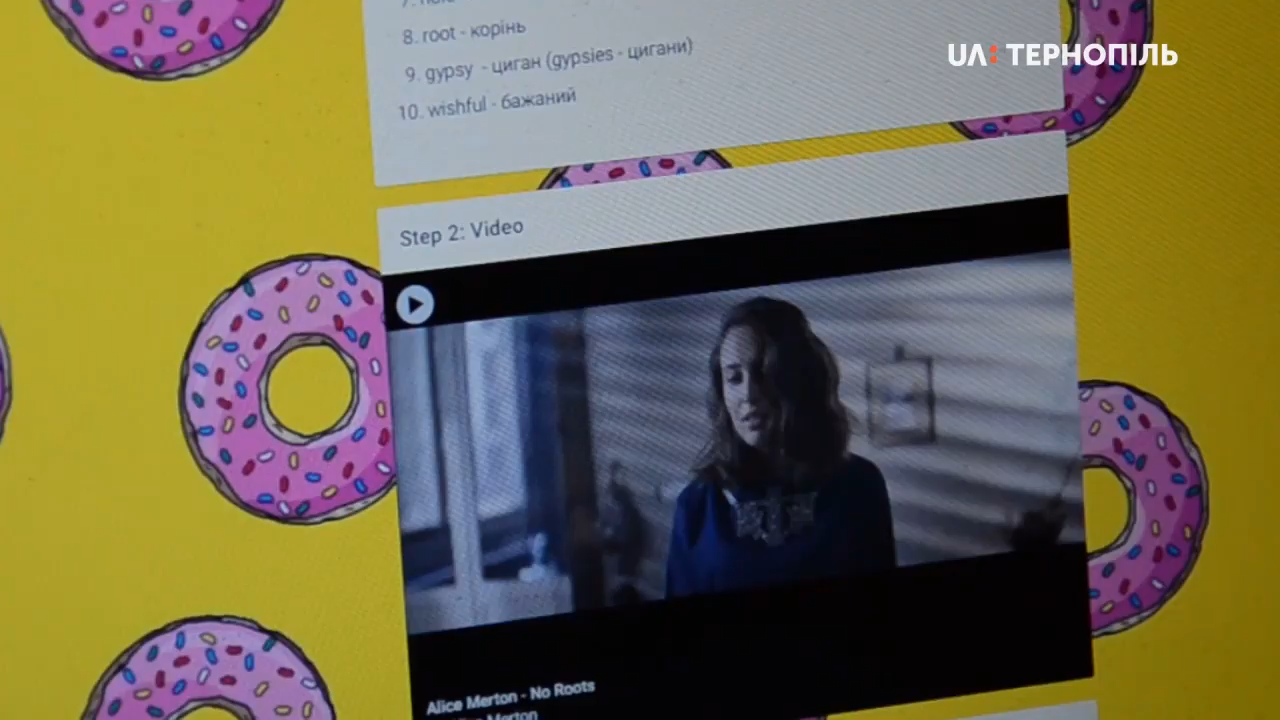 UA: ТЕРНОПІЛЬ
8. root - корінь
9. gypsy - циган (gypsies - цигани)
10. wishful - бажаний
Step 2: Video
Alice Merton - No Roots
Merton